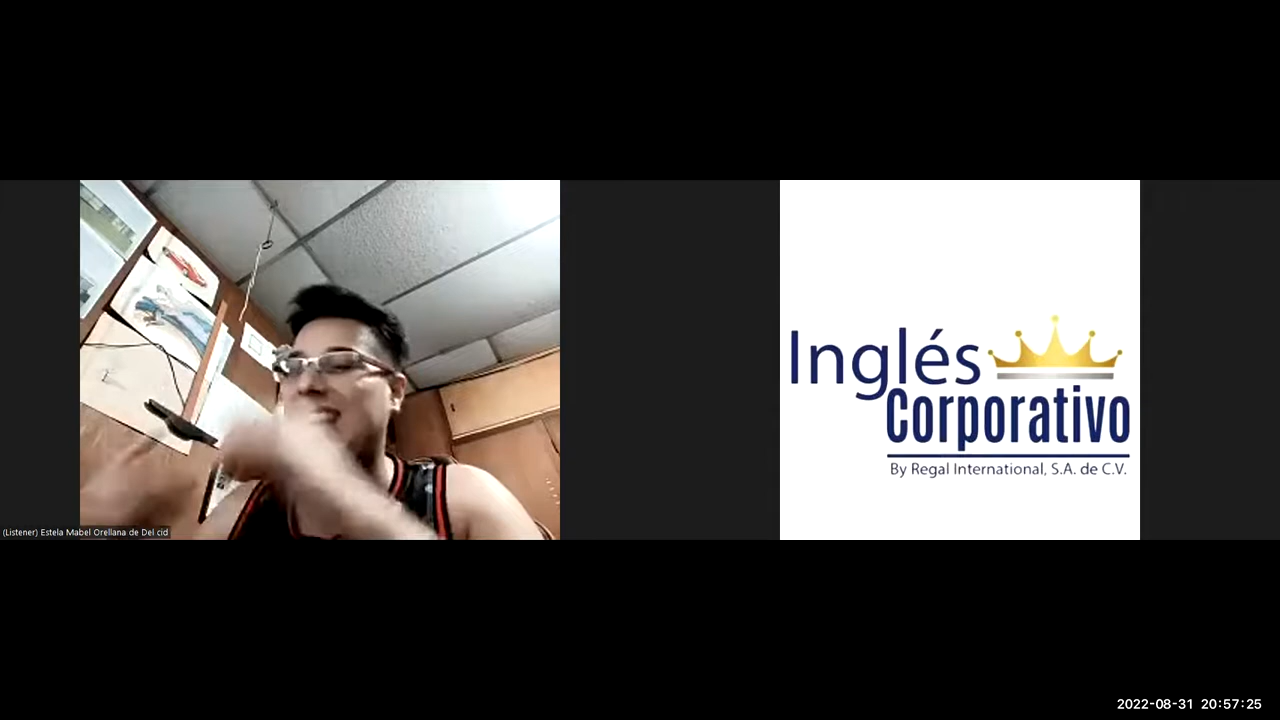 (Listener) Estela Mabel Orellana de Del cid
Inglés
Corporativo
By Regal International, S.A. de C.V.
2022-08-31 20:57:25